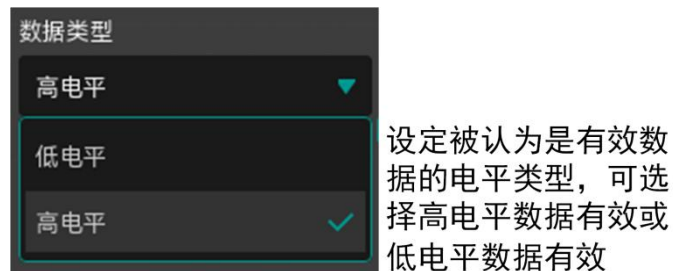 数据类型
高电平
低电平
高电平
设定被认为是有效数
据的电平类型，可选
择高电平数据有效或
低电平数据有效